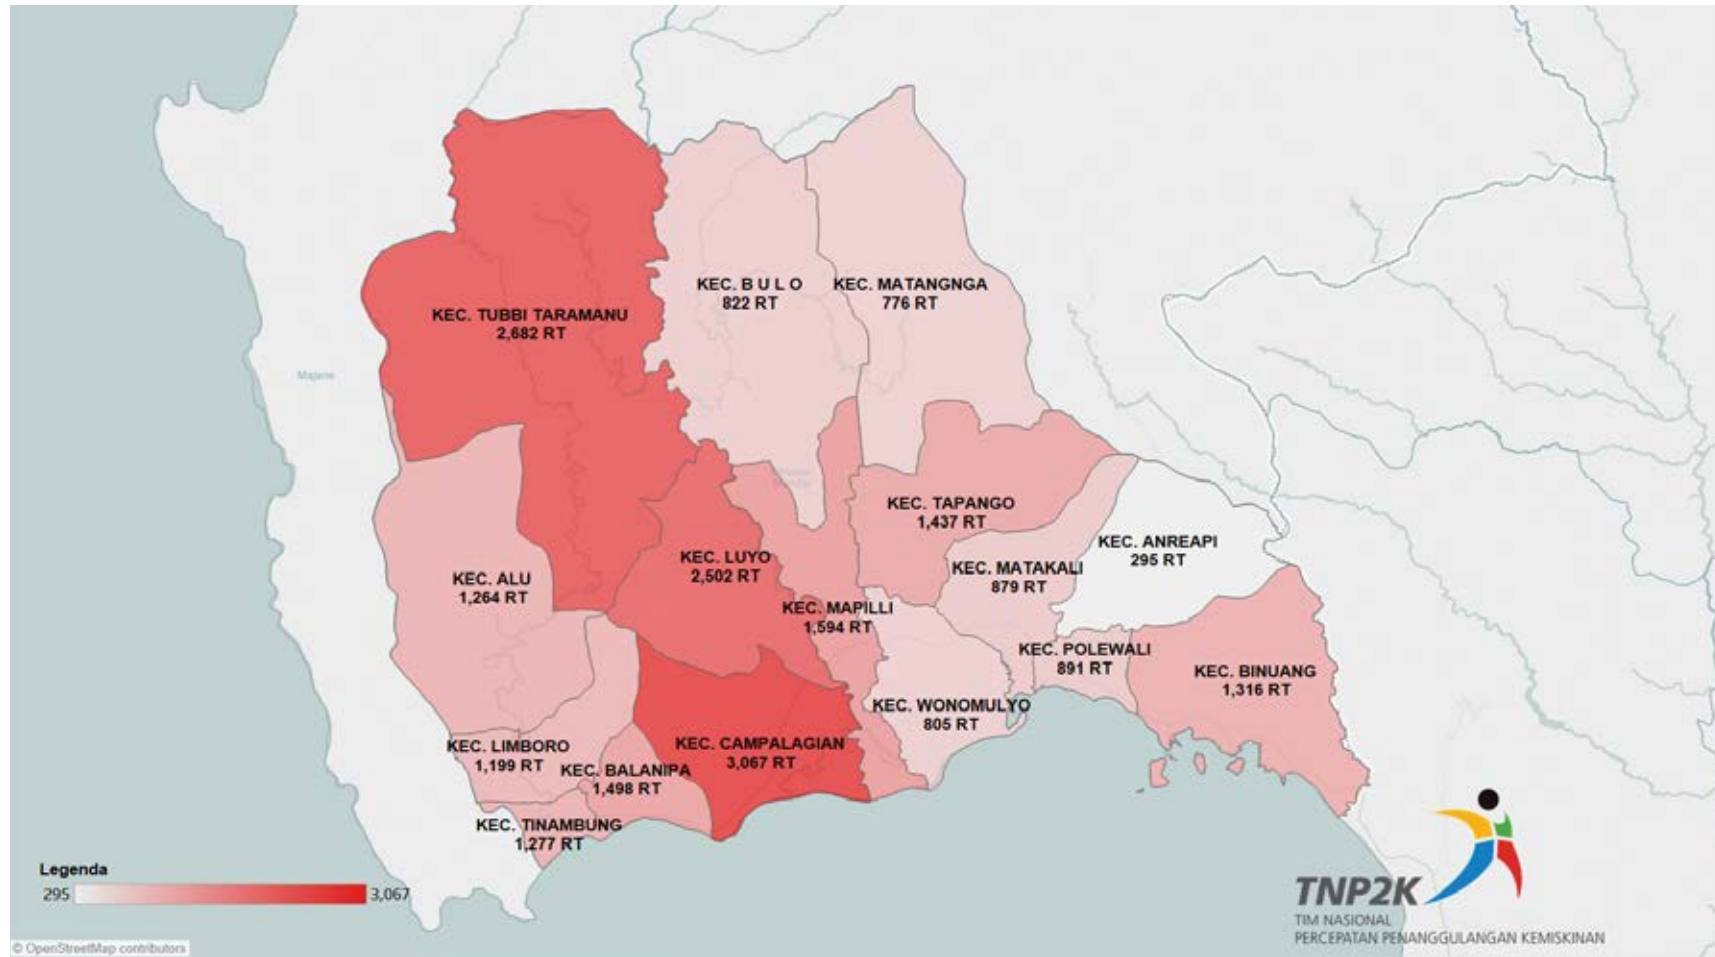 KEC. B U L O
822 RT
KEC. MATANGNGA
776 RT
KEC. TUBBI TARAMANU
2,682 RT
Majene
KEC. TAPANGO
1,437 RT
KEC. ANREAPI
295 RT
KEC. LUYO
2,502 RT
KEC. MATAKALI
879 RT
KEC. ALU
1,264 RT
KEC. MAPILLI
1,594 RT
KEC. POLEWALI
891 RT
KEC. BINUANG
1,316 RT
KEC. WONOMULYO
805 RT
KEC. LIMBORO
1,199 RT
KEC. CAMPALAGIAN
3,067 RT
KEC. BALANIPA
1,498 RT
KEC. TINAMBUNG
1,277 RT
Legenda
295 3,067
TNP2K
TIM NASIONAL
PERCEPATAN PENANGGULANGAN KEMISKINAN
© OpenStreetMap contributors